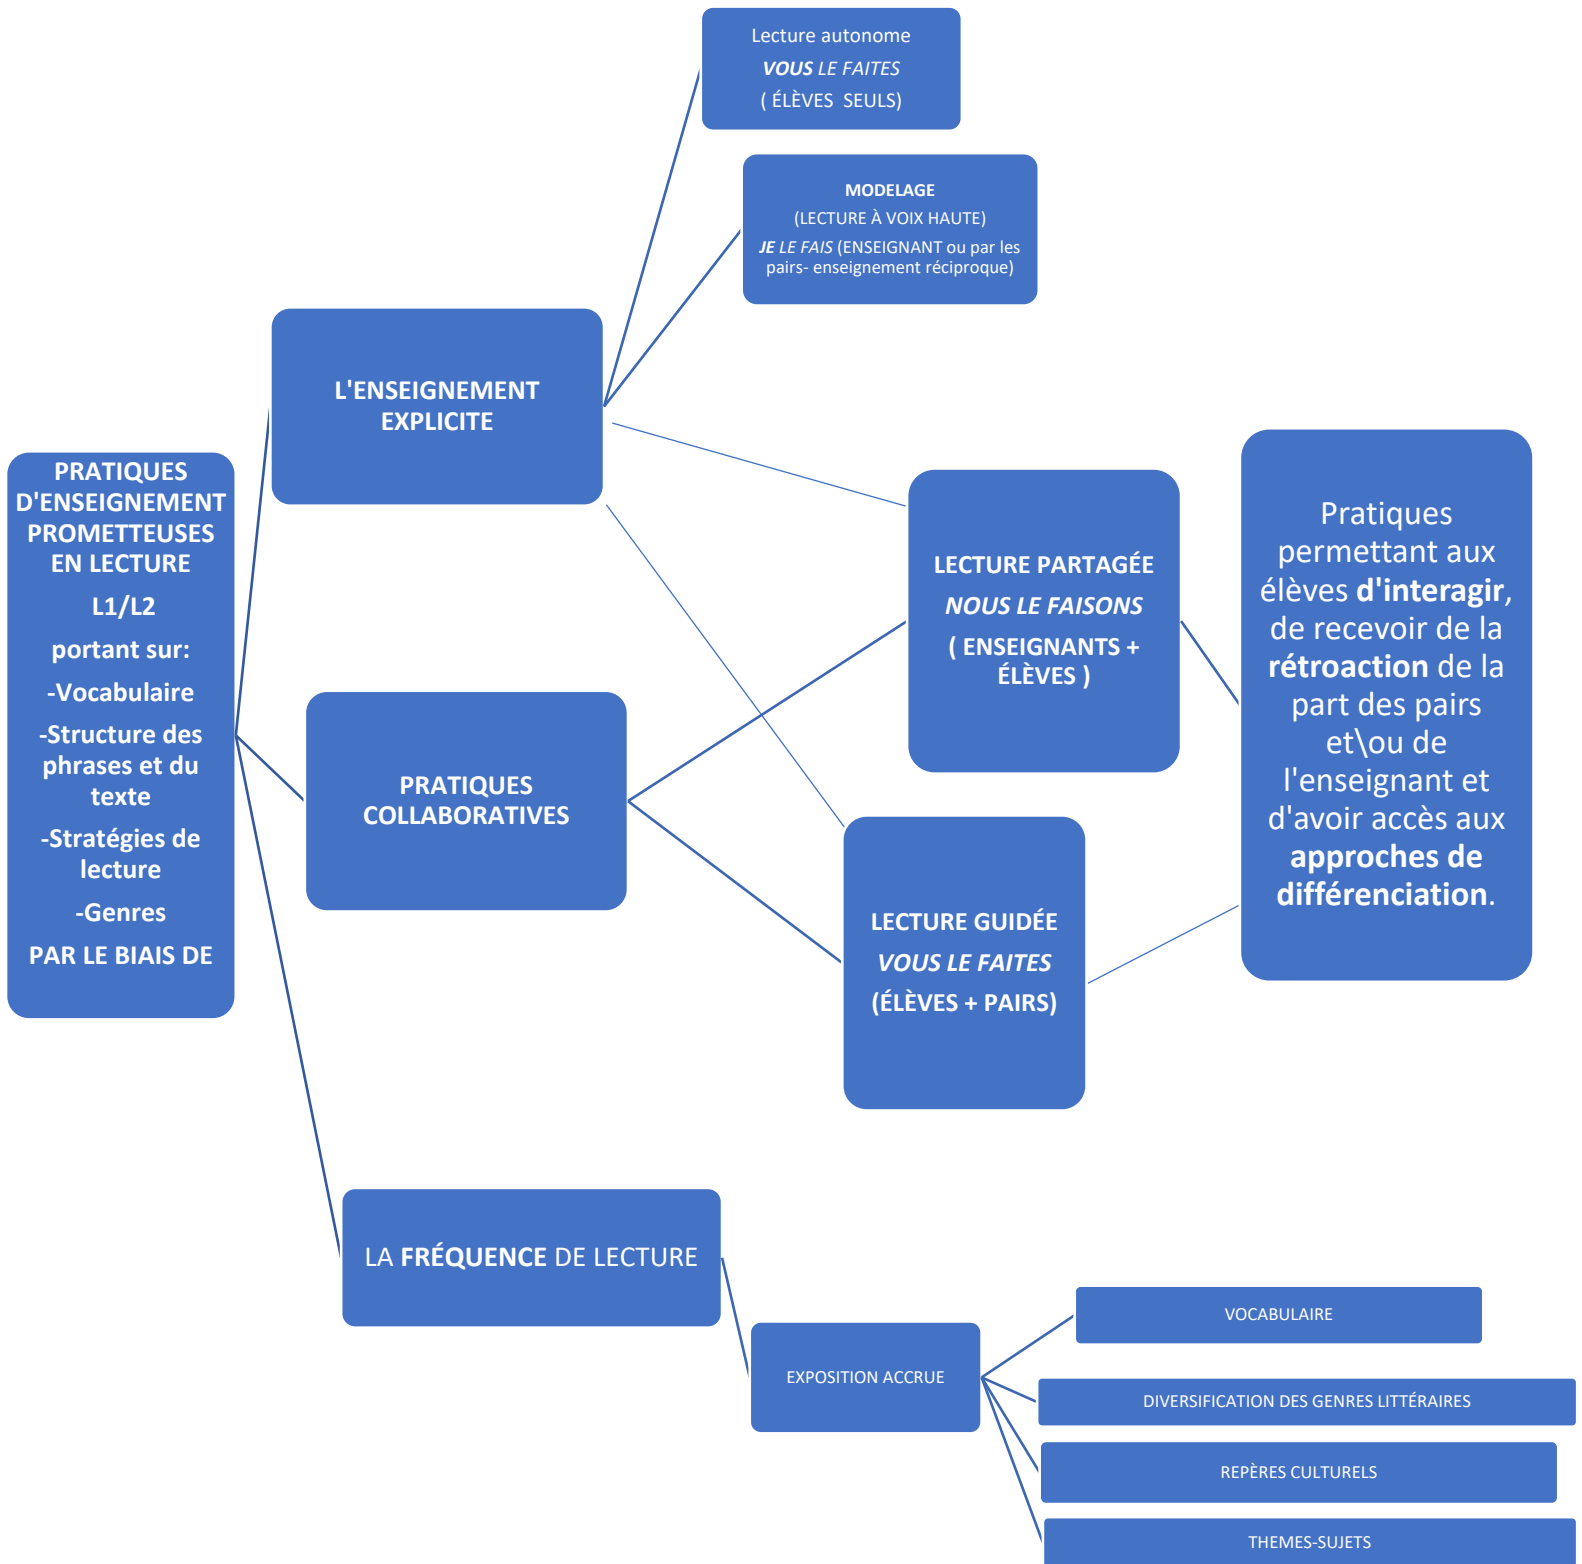 Lecture autonome
VOUS LE FAITES
( ÉLÈVES  SEULS)
MODELAGE
(LECTURE À VOIX HAUTE)
JE LE FAIS (ENSEIGNANT ou par les
pairs- enseignement réciproque)
L'ENSEIGNEMENT
EXPLICITE
PRATIQUES
D'ENSEIGNEMENT
PROMETTEUSES
EN LECTURE
L1/L2
portant sur:
-Vocabulaire
-Structure des
phrases et du
texte
-Stratégies de
lecture
-Genres
PAR LE BIAIS DE
LECTURE PARTAGÉE
NOUS LE FAISONS
( ENSEIGNANTS +
ÉLÈVES )
Pratiques
permettant aux
élèves d'interagir,
de recevoir de la
rétroaction de la
part des pairs
et\ou de
l'enseignant et
d'avoir accès aux
approches de
différenciation.
PRATIQUES
COLLABORATIVES
LECTURE GUIDÉE
VOUS LE FAITES
(ÉLÈVES + PAIRS)
LA FRÉQUENCE DE LECTURE
EXPOSITION ACCRUE
VOCABULAIRE
DIVERSIFICATION DES GENRES LITTÉRAIRES
REPÈRES CULTURELS
THEMES-SUJETS